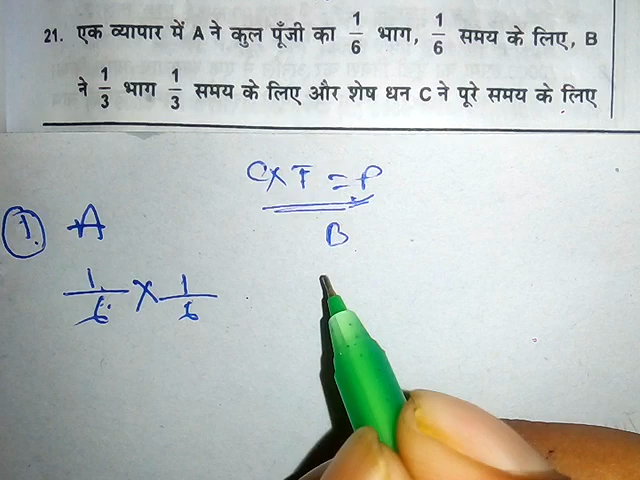 21. एक व्यापार में A ने कुल पूँजी का 1/6 भाग, 1/6 समय के लिए, B
ने 1/3 भाग 1/3 समय के लिए और शेष धन C ने पूरे समय के लिए
C×T = P
1. A
B
1/6 × 1/6